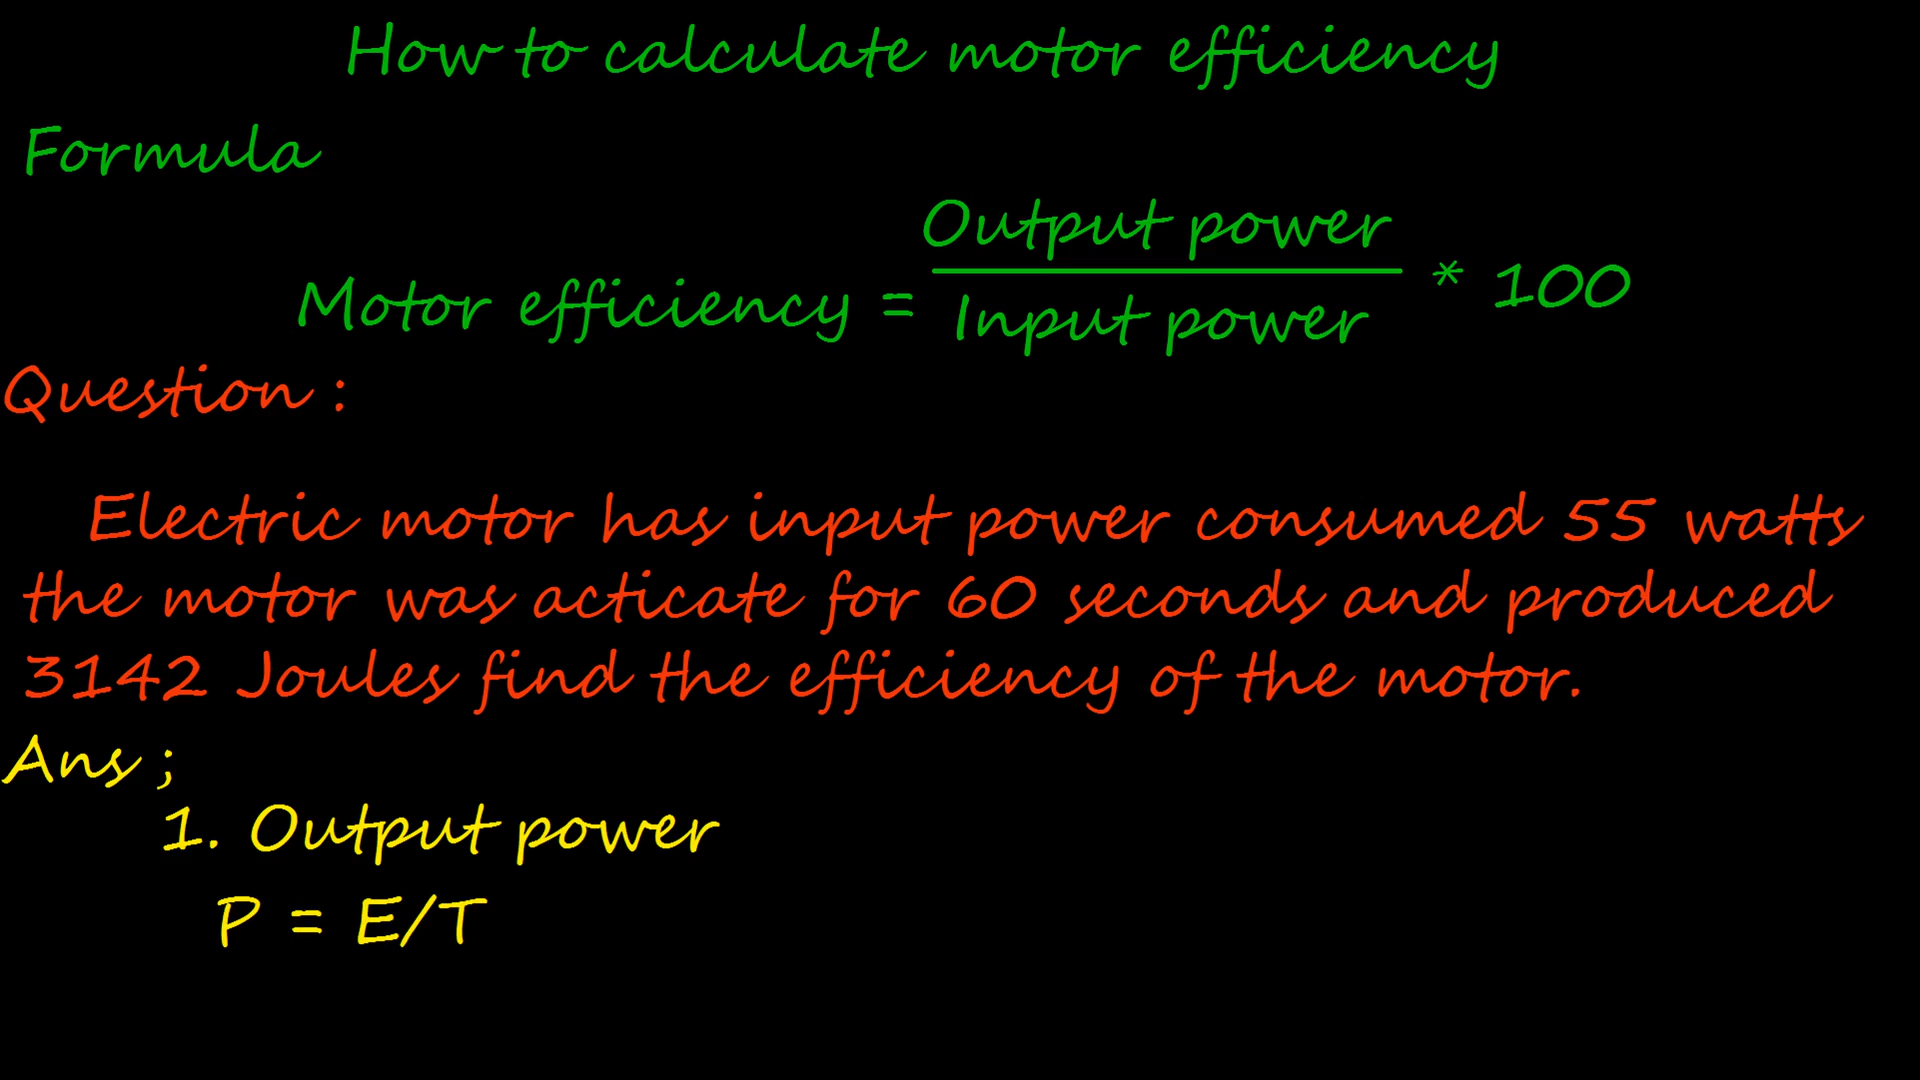 How to calculate motor efficiency
Formula
Output power
Motor efficiency = * 100
Input power
Question :
Electric motor has input power consumed 55 watts
the motor was acticate for 60 seconds and produced
3142 Joules find the efficiency of the motor.
Ans ;
1. Output power
P = E/T